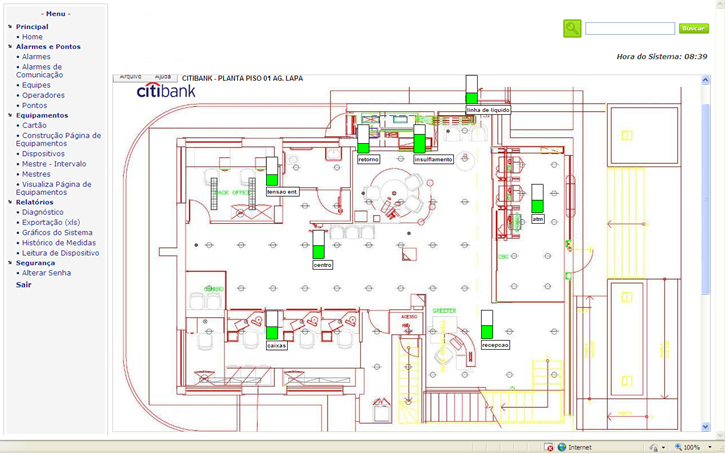 - Menu -
Principal
Home
Alarmes e Pontos
Alarmes
Alarmes de
Comunicação
Equipes
Operadores
Pontos
Equipamentos
Cartão
Construção Página de
Equipamentos
Dispositivos
Mestre - Intervalo
Mestres
Visualiza Página de
Equipamentos
Relatórios
Diagnóstico
Exportação (xls)
Gráficos do Sistema
Histórico de Medidas
Leitura de Dispositivo
Segurança
Alterar Senha
Sair
Buscar
Hora do Sistema: 08:39
Arquivo Ajuda CITIBANK - PLANTA PISO 01 AG. LAPA
citibank
linha de liquido
retorno
insuflamento
tensao ent.
BACK OFFICE
atm
centro
GREETER
ACESSO
caixas
recepcao
Internet
100%